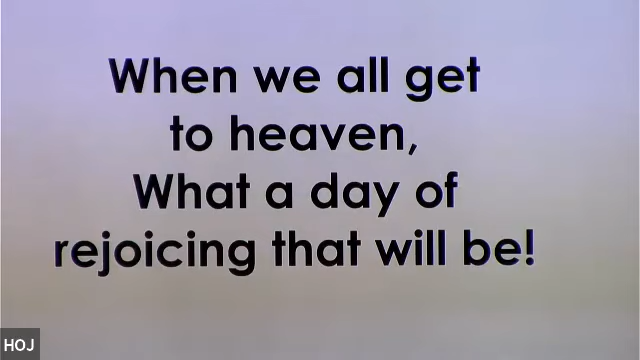 When we all get
to heaven,
What a day of
rejoicing that will be!
HOJ